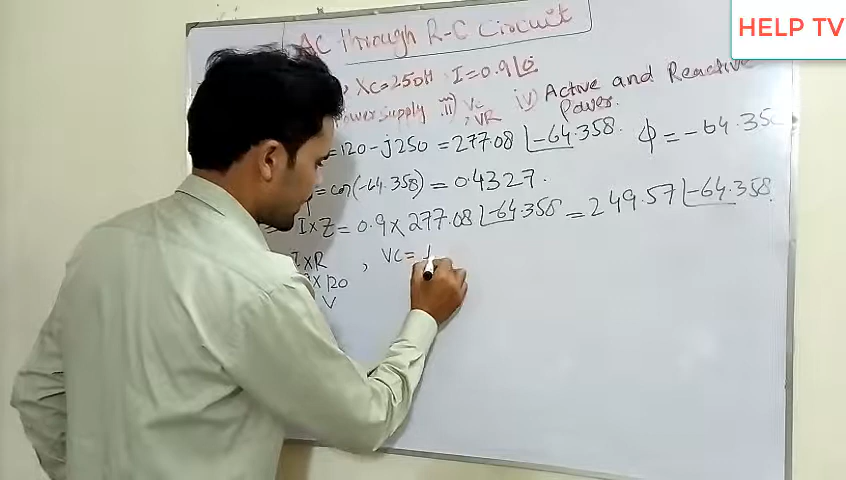 HELP TV
AC through R-C Circuit
, Xc=250H I=0.9∠0
Power supply iii) Vc, VR iv) Active and Reactive Power.
=120-j250 = 277.08 ∠-64.358. ϕ = -64.35
= cos(-64.358) = 0.4327.
I×Z = 0.9×277.08 ∠-64.358 = 249.57 ∠-64.358.
I×R , VC=
×120
V